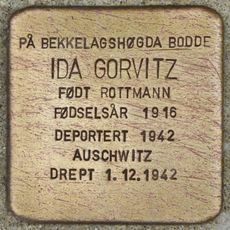 PÅ BEKKELAGSHØGDA BODDE
IDA GORVITZ
FØDT ROTTMANN
FØDSELSÅR 1916
DEPORTERT 1942
AUSCHWITZ
DREPT 1.12.1942